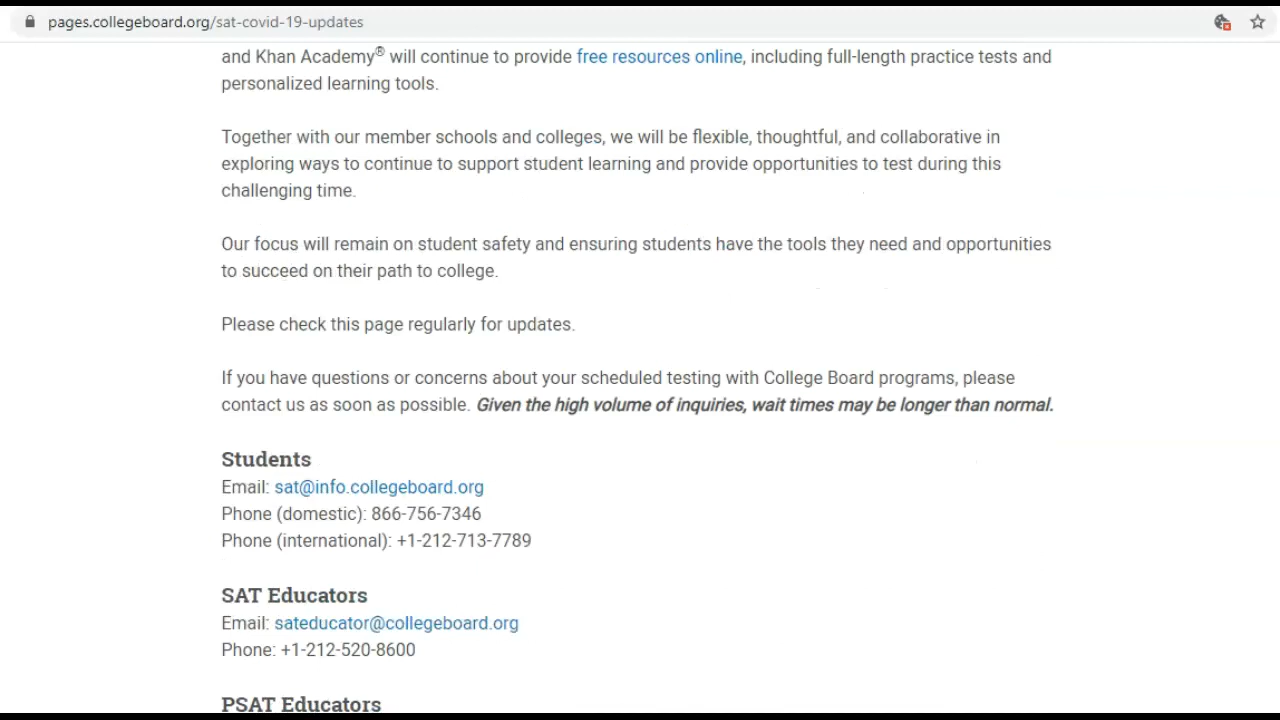 pages.collegeboard.org/sat-covid-19-updates
and Khan Academy® will continue to provide free resources online, including full-length practice tests and
personalized learning tools.
Together with our member schools and colleges, we will be flexible, thoughtful, and collaborative in
exploring ways to continue to support student learning and provide opportunities to test during this
challenging time.
Our focus will remain on student safety and ensuring students have the tools they need and opportunities
to succeed on their path to college.
Please check this page regularly for updates.
If you have questions or concerns about your scheduled testing with College Board programs, please
contact us as soon as possible. Given the high volume of inquiries, wait times may be longer than normal.
Students
Email: sat@info.collegeboard.org
Phone (domestic): 866-756-7346
Phone (international): +1-212-713-7789
SAT Educators
Email: sateducator@collegeboard.org
Phone: +1-212-520-8600
PSAT Educators